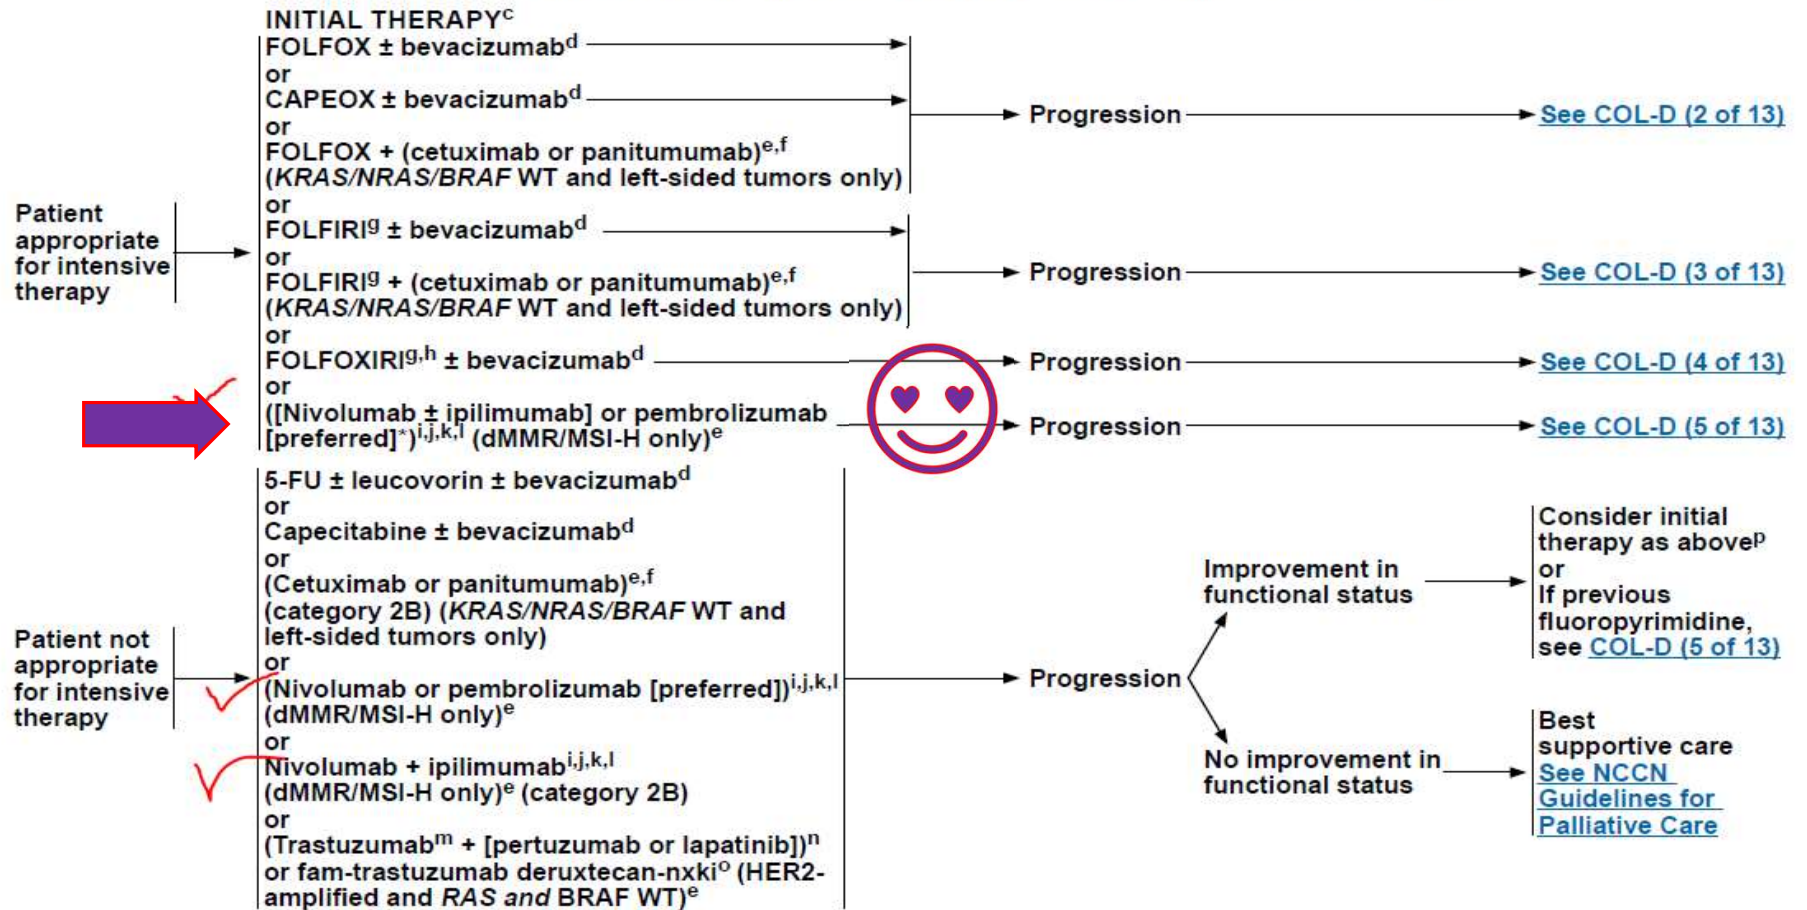 INITIAL THERAPYᶜ
FOLFOX ± bevacizumabᵈ
or
CAPEOX ± bevacizumabᵈ
or
FOLFOX + (cetuximab or panitumumab)ᵉ,ᶠ
(KRAS/NRAS/BRAF WT and left-sided tumors only)
or
FOLFIRIᵍ ± bevacizumabᵈ
or
FOLFIRIᵍ + (cetuximab or panitumumab)ᵉ,ᶠ
(KRAS/NRAS/BRAF WT and left-sided tumors only)
or
FOLFOXIRIᵍ,ʰ ± bevacizumabᵈ
or
([Nivolumab ± ipilimumab] or pembrolizumab
[preferred]*)ⁱ,ʲ,ᵏ,ˡ (dMMR/MSI-H only)ᵉ
Patient
appropriate
for intensive
therapy
Progression
See COL-D (2 of 13)
Progression
See COL-D (3 of 13)
Progression
See COL-D (4 of 13)
Progression
See COL-D (5 of 13)
Patient not
appropriate
for intensive
therapy
5-FU ± leucovorin ± bevacizumabᵈ
or
Capecitabine ± bevacizumabᵈ
or
(Cetuximab or panitumumab)ᵉ,ᶠ
(category 2B) (KRAS/NRAS/BRAF WT and
left-sided tumors only)
or
(Nivolumab or pembrolizumab [preferred])ⁱ,ʲ,ᵏ,ˡ
(dMMR/MSI-H only)ᵉ
or
Nivolumab + ipilimumabⁱ,ʲ,ᵏ,ˡ
(dMMR/MSI-H only)ᵉ (category 2B)
or
(Trastuzumabᵐ + [pertuzumab or lapatinib])ⁿ
or fam-trastuzumab deruxtecan-nxkiᵒ (HER2-
amplified and RAS and BRAF WT)ᵉ
Progression
Improvement in
functional status
Consider initial
therapy as aboveᵖ
or
If previous
fluoropyrimidine,
see COL-D (5 of 13)
No improvement in
functional status
Best
supportive care
See NCCN
Guidelines for
Palliative Care